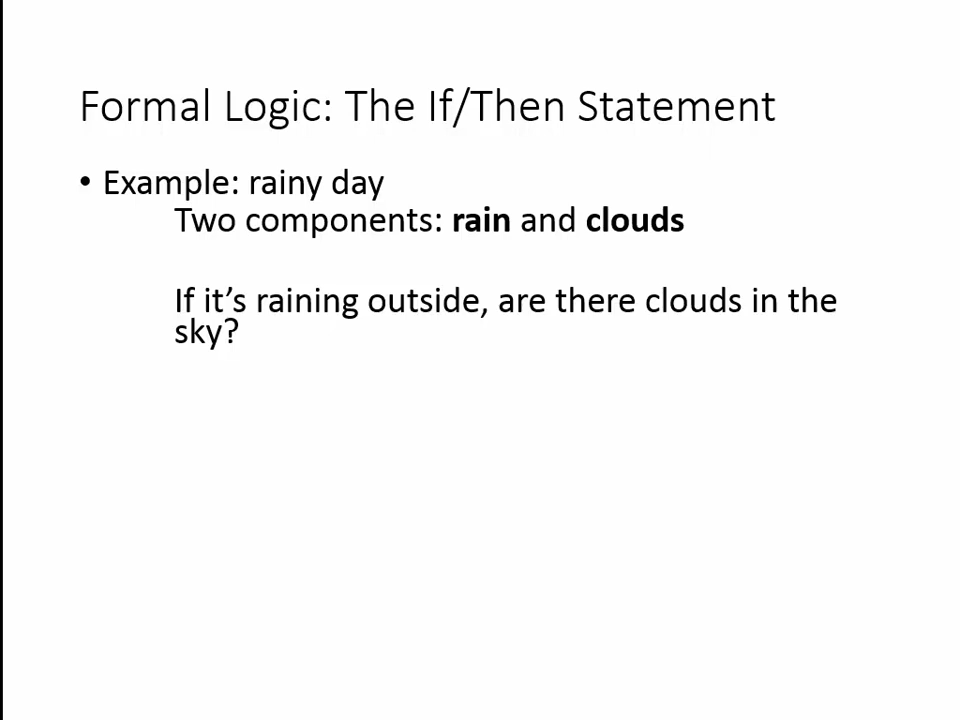 Formal Logic: The If/Then Statement
• Example: rainy day
Two components: rain and clouds
If it’s raining outside, are there clouds in the
sky?